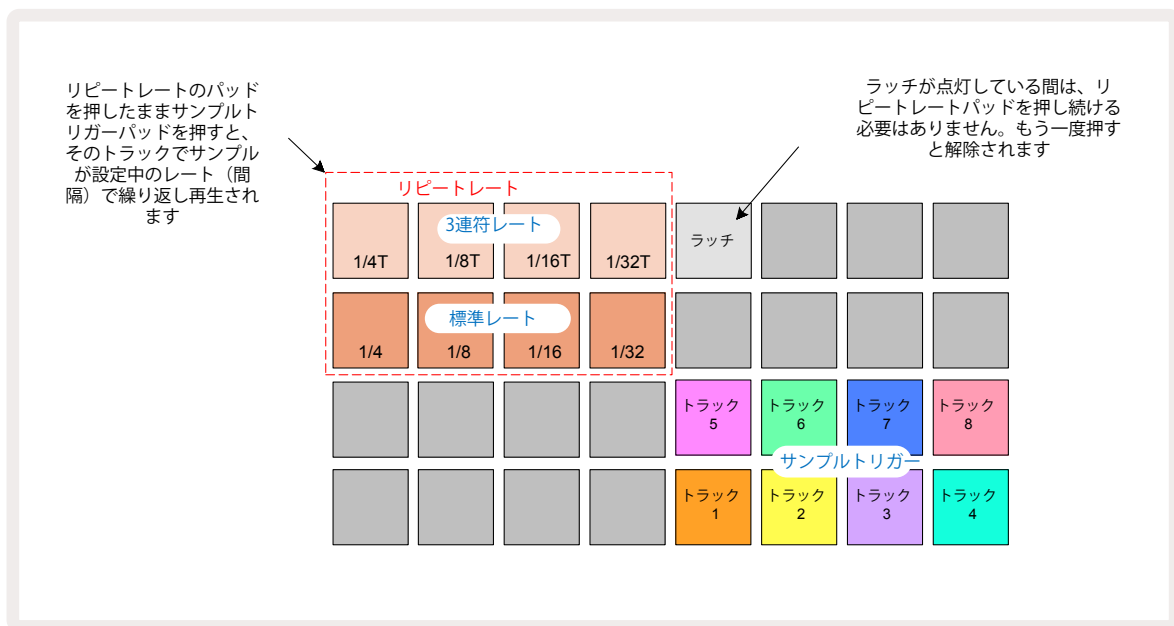 リピートレートのパッド
を押したままサンプルト
リガーパッドを押すと、
そのトラックでサンプル
が設定中のレート（間
隔）で繰り返し再生され
ます
ラッチが点灯している間は、リ
ピートレートパッドを押し続ける
必要はありません。もう一度押す
と解除されます
リピートレート
3連符レート
1/4T
1/8T
1/16T
1/32T
ラッチ
標準レート
1/4
1/8
1/16
1/32
トラック
5
トラック
6
トラック
7
トラック
8
サンプルトリガー
トラック
1
トラック
2
トラック
3
トラック
4